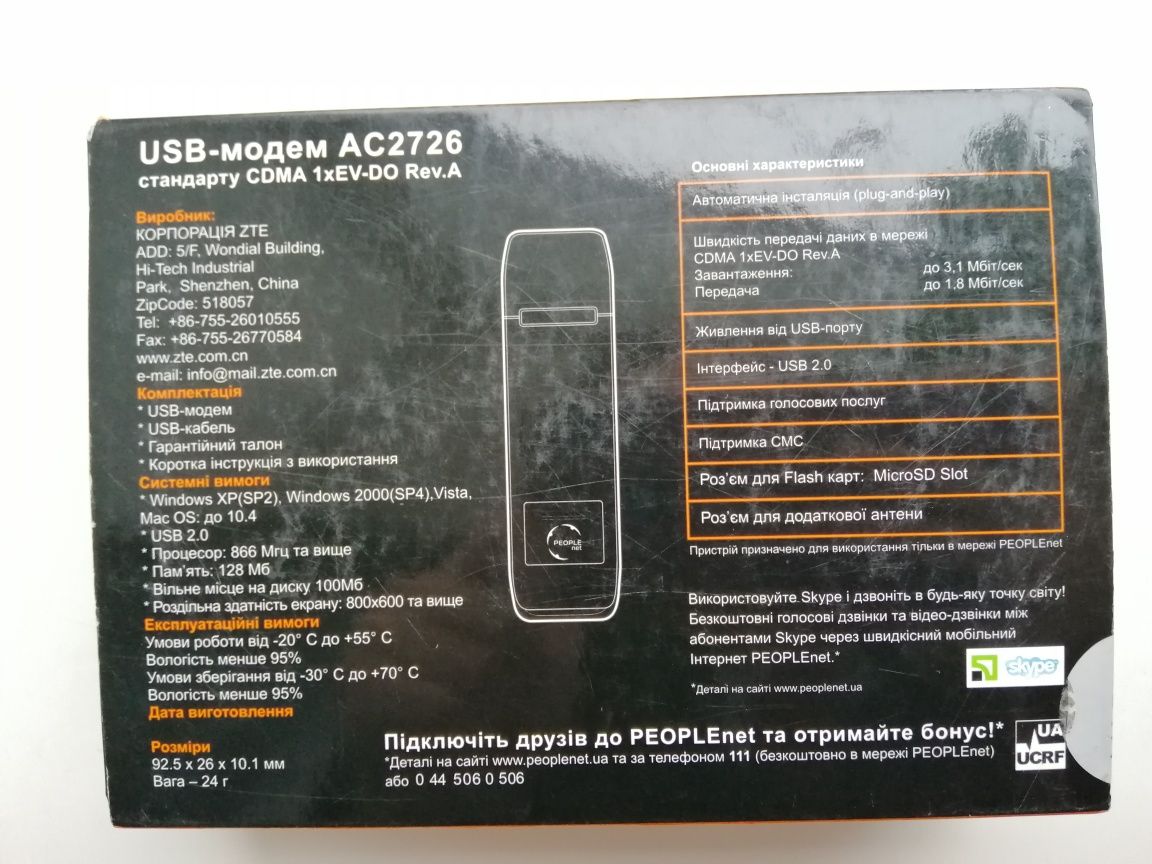 USB-модем AC2726
стандарту CDMA 1xEV-DO Rev.A
Виробник:
КОРПОРАЦІЯ ZTE
ADD: 5/F, Wondial Building,
Hi-Tech Industrial
Park, Shenzhen, China
ZipCode: 518057
Tel: +86-755-26010555
Fax: +86-755-26770584
www.zte.com.cn
e-mail: info@mail.zte.com.cn
Комплектація
* USB-модем
* USB-кабель
* Гарантійний талон
* Коротка інструкція з використання
Системні вимоги
* Windows XP(SP2), Windows 2000(SP4),Vista,
Mac OS: до 10.4
* USB 2.0
* Процесор: 866 Мгц та вище
* Пам'ять: 128 Мб
* Вільне місце на диску 100Мб
* Роздільна здатність екрану: 800x600 та вище
Експлуатаційні вимоги
Умови роботи від -20° С до +55° С
Вологість менше 95%
Умови зберігання від -30° С до +70° С
Вологість менше 95%
Дата виготовлення
Розміри
92.5 x 26 x 10.1 мм
Вага – 24 г
PEOPLE
net
Основні характеристики
Автоматична інсталяція (plug-and-play)
Швидкість передачі даних в мережі
CDMA 1xEV-DO Rev.A
Завантаження: до 3,1 Мбіт/сек
Передача до 1,8 Мбіт/сек
Живлення від USB-порту
Інтерфейс - USB 2.0
Підтримка голосових послуг
Підтримка СМС
Роз'єм для Flash карт: MicroSD Slot
Роз'єм для додаткової антени
Пристрій призначено для використання тільки в мережі PEOPLEnet
Використовуйте Skype і дзвоніть в будь-яку точку світу!
Безкоштовні голосові дзвінки та відео-дзвінки між
абонентами Skype через швидкісний мобільний
Інтернет PEOPLEnet.*
skype
*Деталі на сайті www.peoplenet.ua
Підключіть друзів до PEOPLEnet та отримайте бонус!*
*Деталі на сайті www.peoplenet.ua та за телефоном 111 (безкоштовно в мережі PEOPLEnet)
або 0 44 506 0 506
UA
UCRF